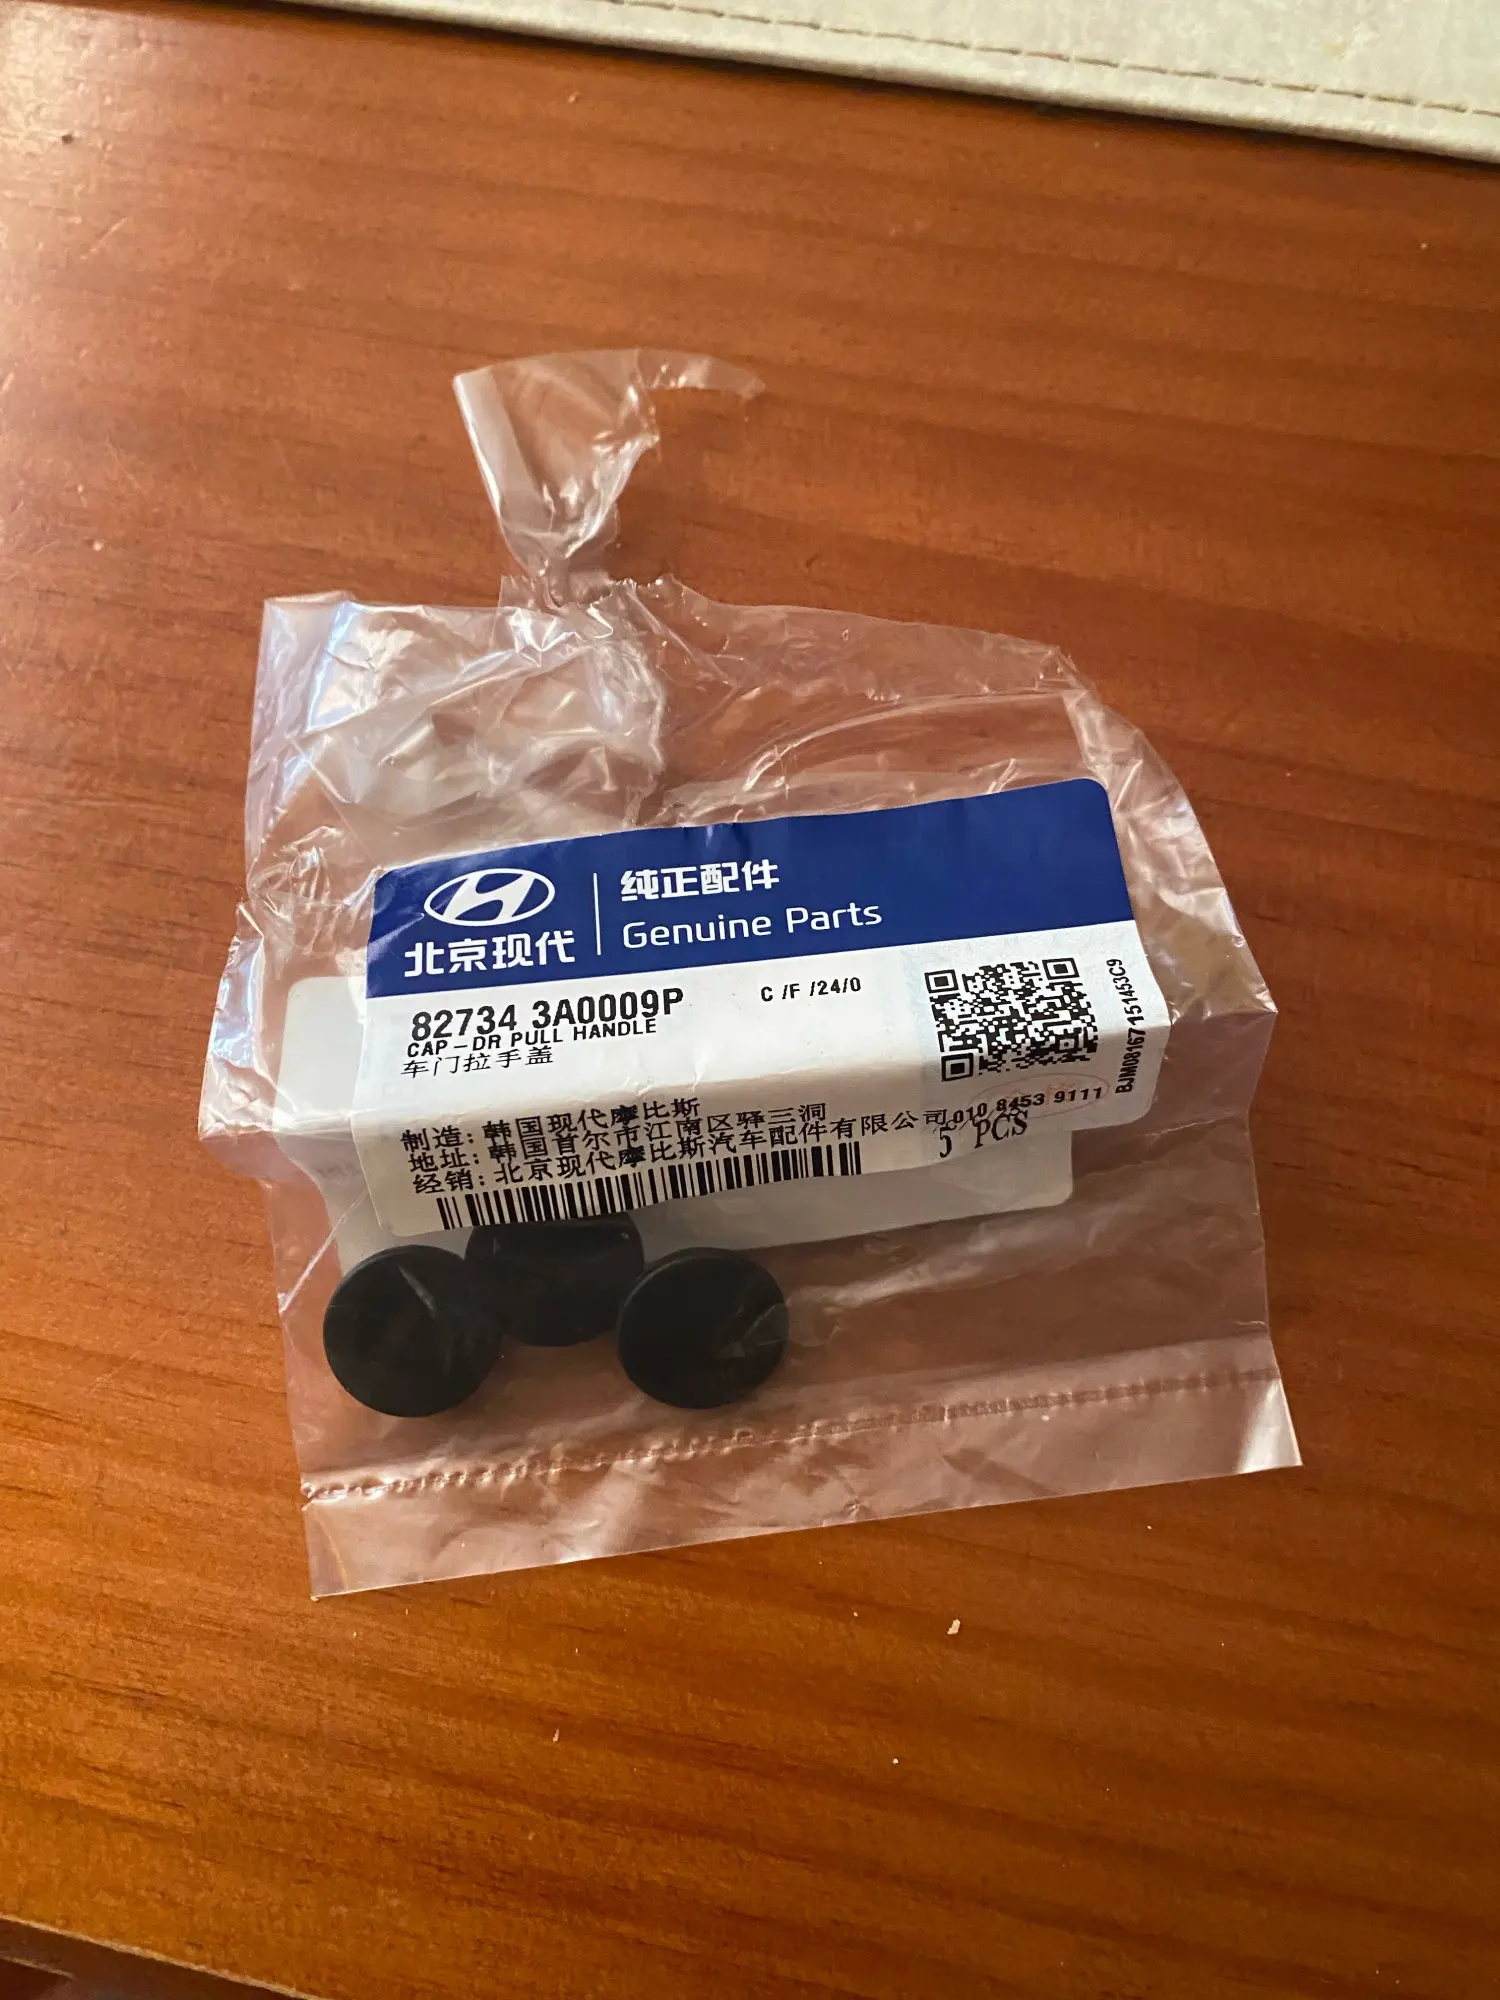 北京现代
纯正配件
Genuine Parts
82734 3A0009P
C /F /24/0
CAP-DR PULL HANDLE
车门拉手盖
制造: 韩国现代摩比斯
地址: 韩国首尔市江南区驿三洞
经销: 北京现代摩比斯汽车配件有限公司 010 8453 9111
5 PCS
BJM08167 151453C9